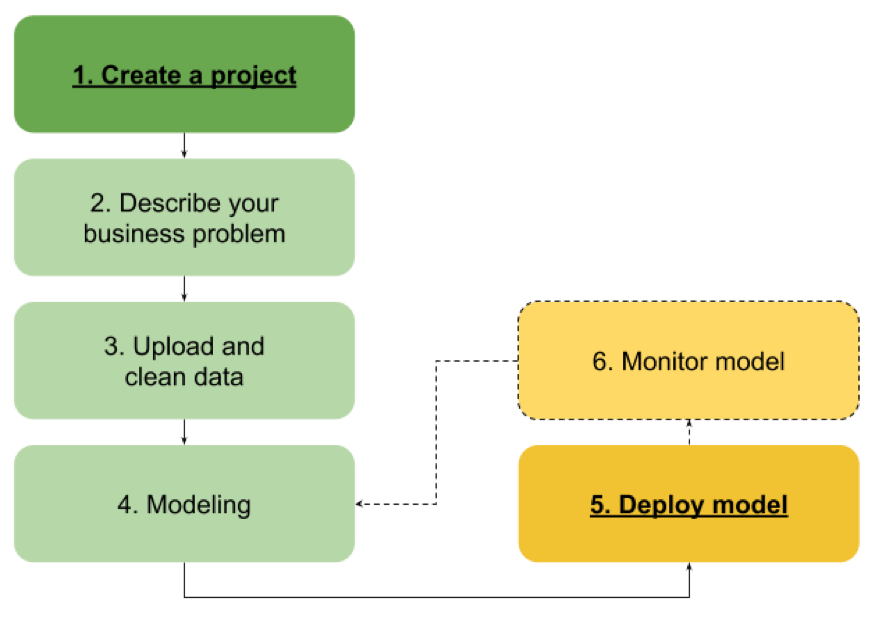 1. Create a project
2. Describe your
business problem
3. Upload and
clean data
4. Modeling
6. Monitor model
5. Deploy model